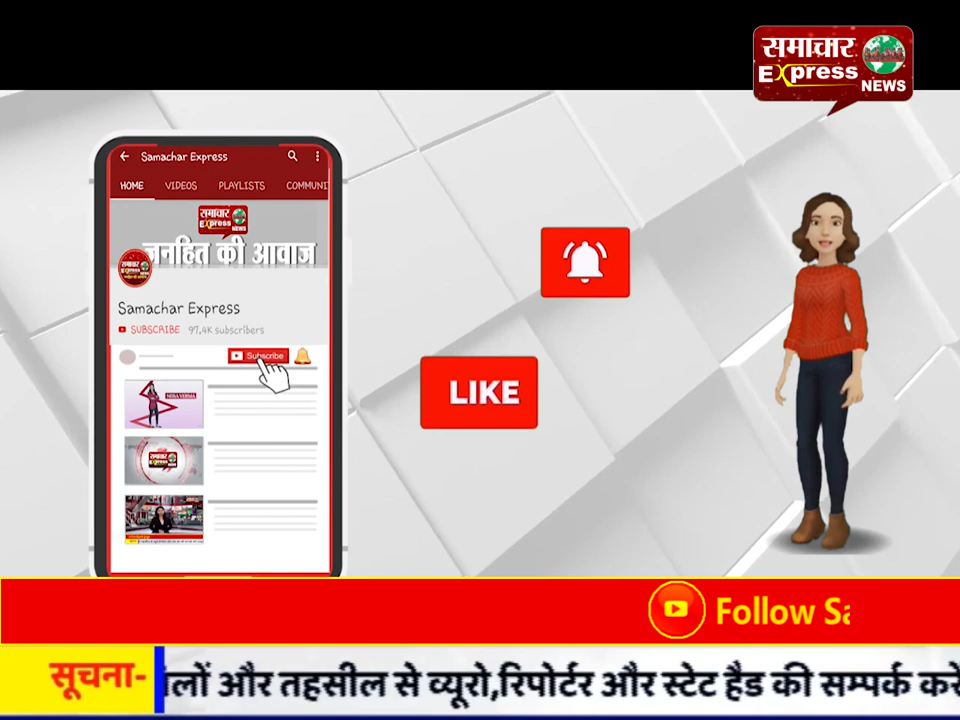 समाचार
Express
NEWS
Samachar Express
HOME VIDEOS PLAYLISTS COMMUNI
समाचार
Express
NEWS
जनहित की आवाज
Samachar Express
SUBSCRIBE 97.4K subscribers
Subscribe
LIKE
Follow Sa
सूचना- लों और तहसील से व्यूरो,रिपोर्टर और स्टेट हैड की सम्पर्क करें